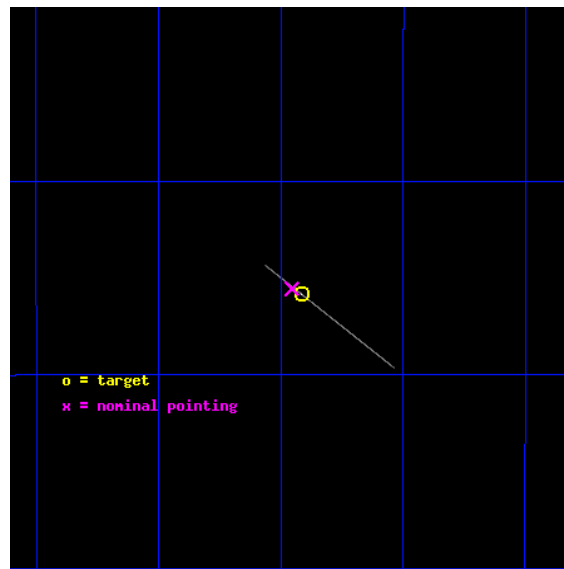 o = target
x = nominal pointing